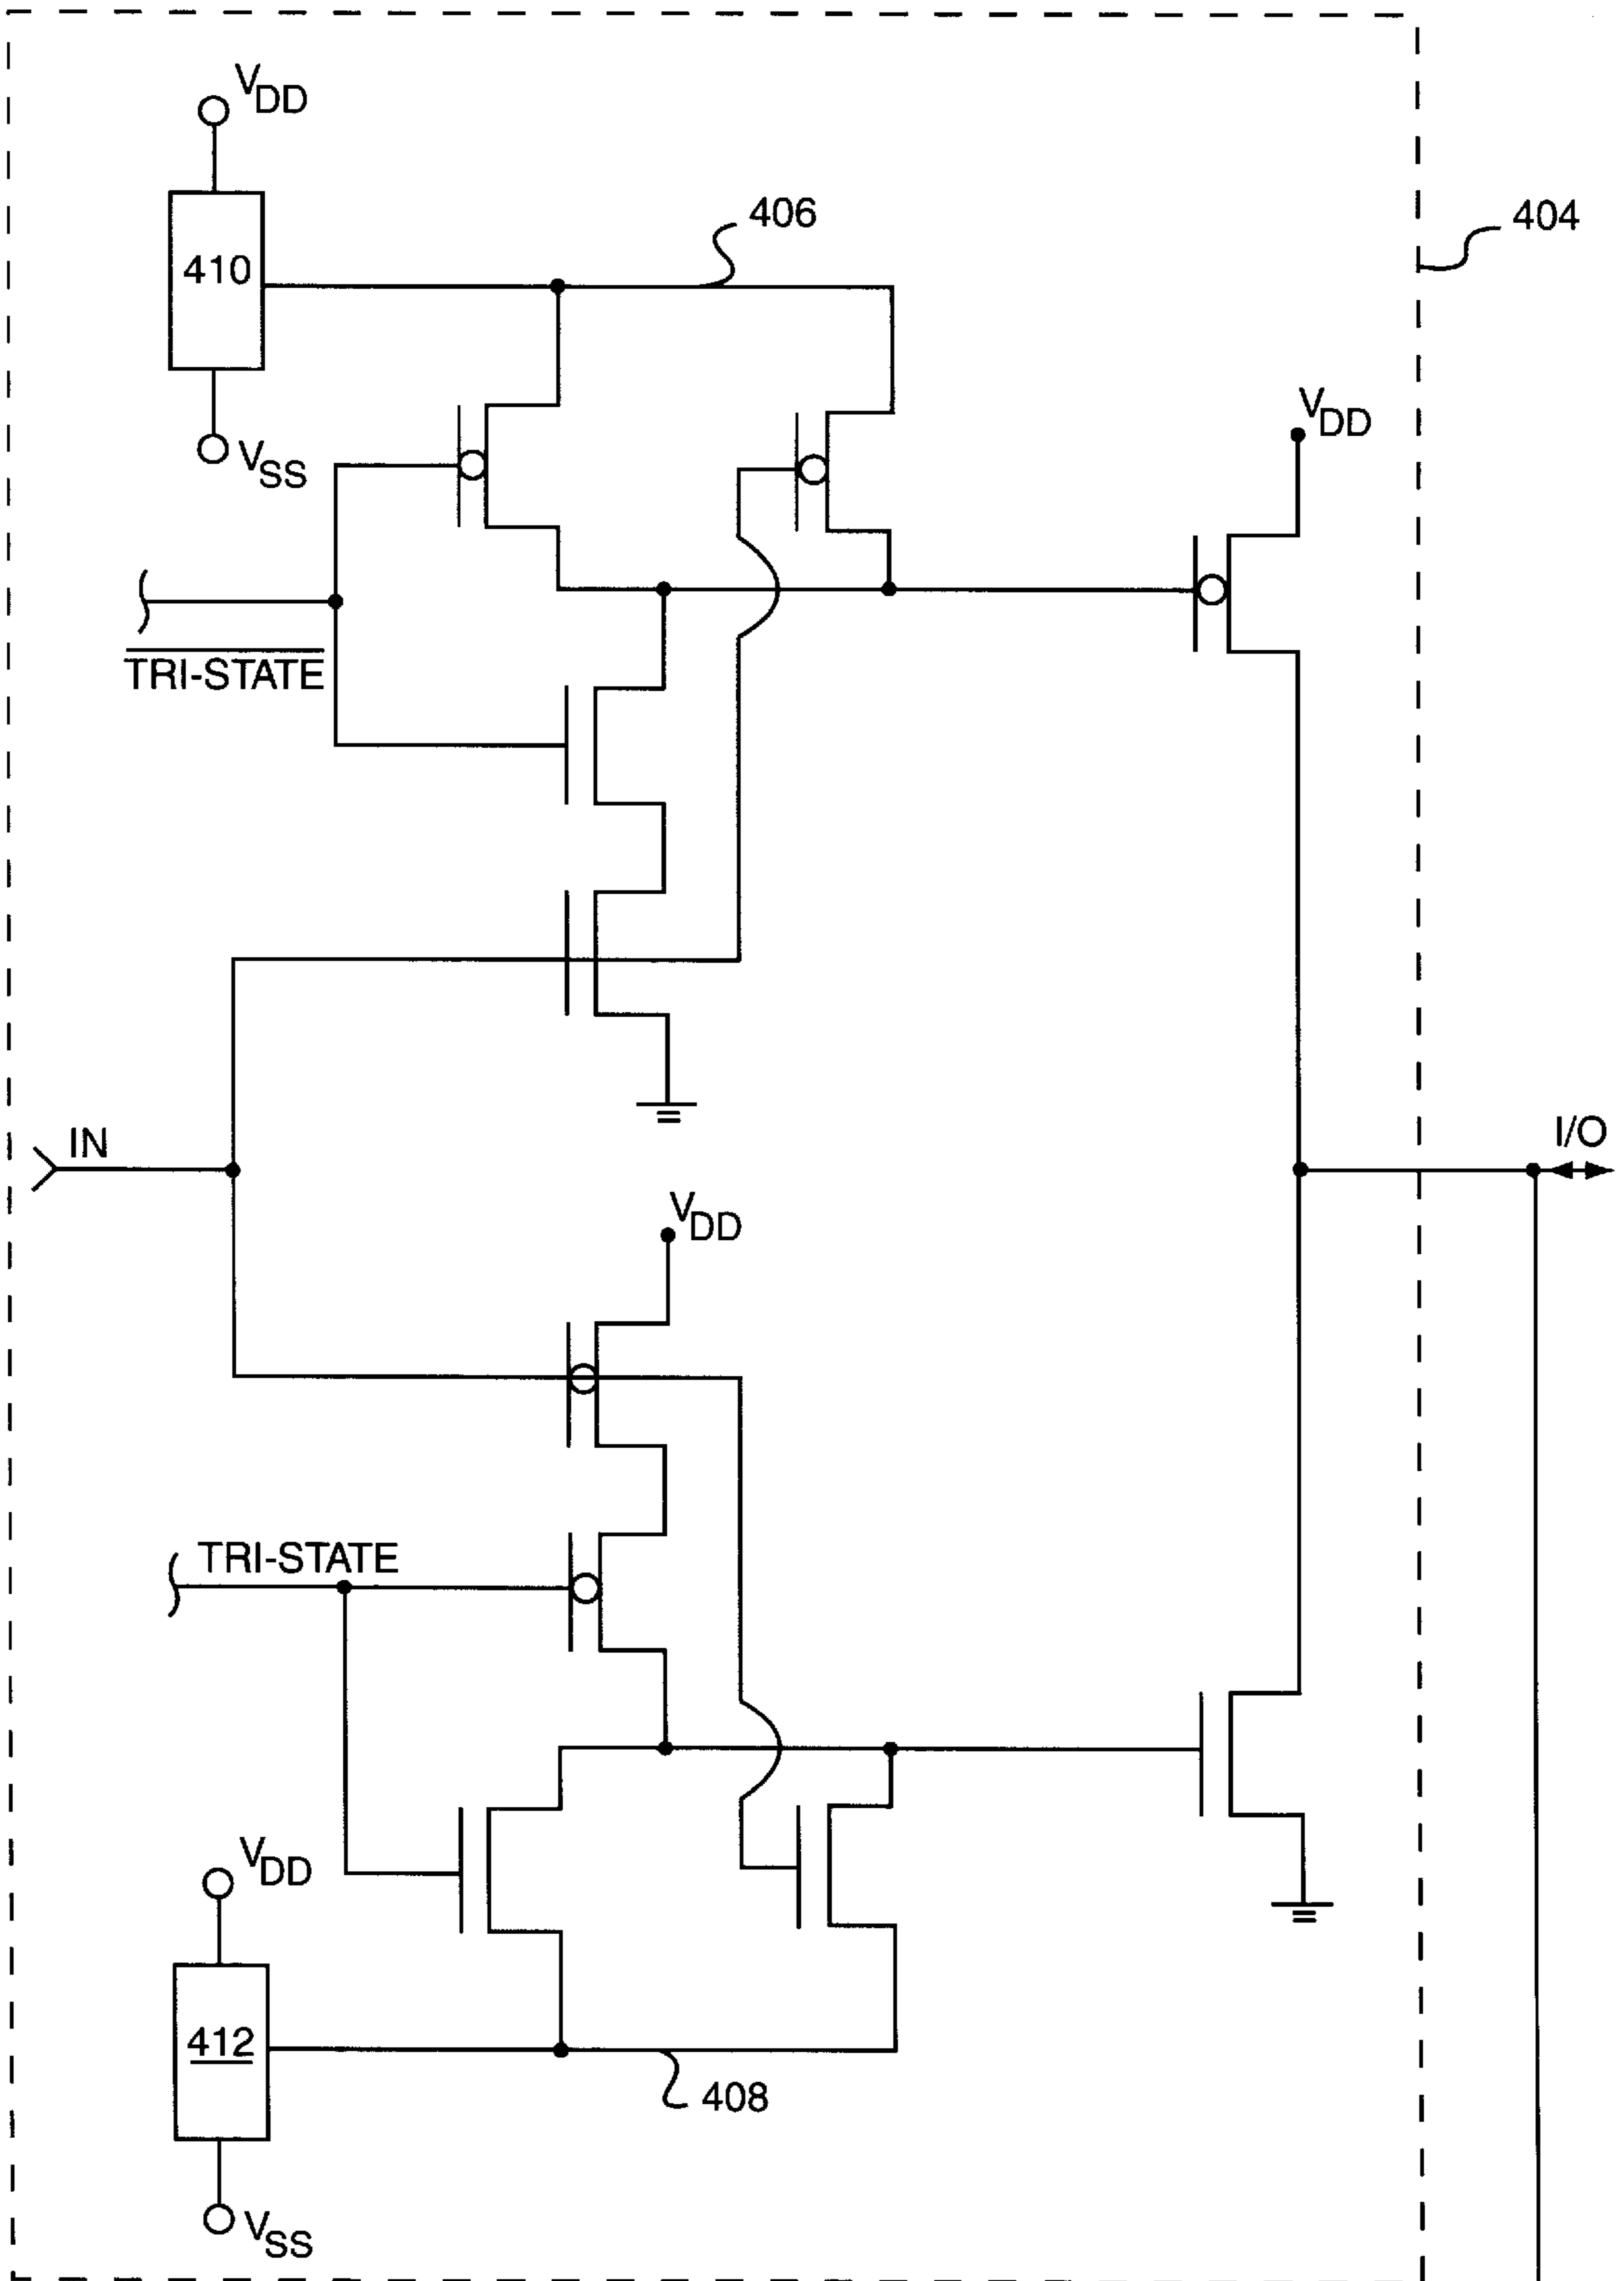 VDD
406
404
410
VDD
VSS
TRI-STATE
I/O
IN
VDD
TRI-STATE
VDD
412
408
VSS